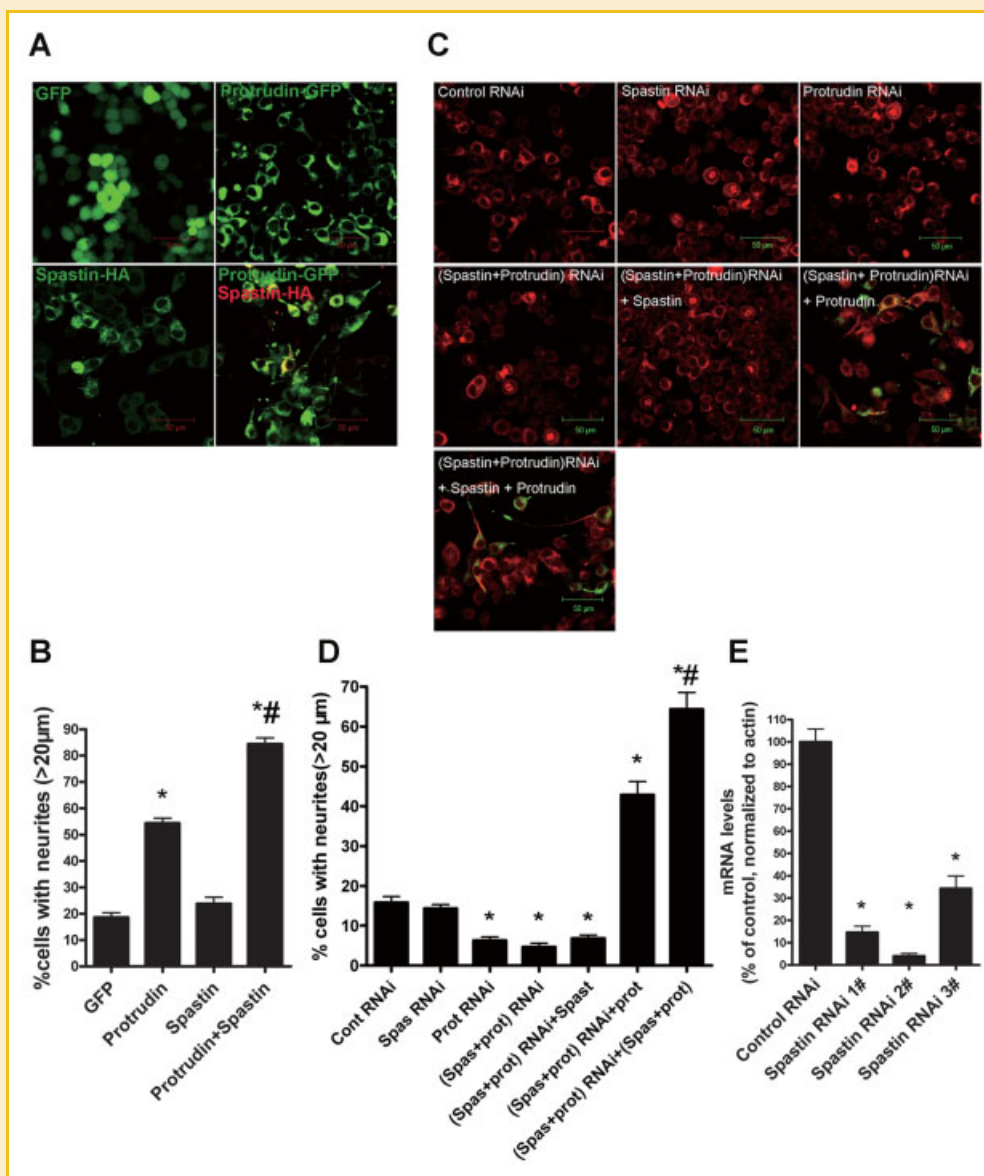 A
GFP
Protrudin-GFP
50 µm
Spastin-HA
50 µm
Protrudin-GFP
Spastin-HA
50 µm
C
Control RNAi
Spastin RNAi
50 µm
Protrudin RNAi
50 µm
(Spastin+Protrudin) RNAi
50 µm
(Spastin+Protrudin)RNAi
+ Spastin
50 µm
(Spastin+ Protrudin)RNAi
+ Protrudin
50 µm
(Spastin+Protrudin)RNAi
+ Spastin + Protrudin
50 µm
B
%cells with neurites (>20µm)
90
80
70
60
50
40
30
20
10
0
*
*#
GFP
Protrudin
Spastin
Protrudin+Spastin
D
% cells with neurites(>20 µm)
70
60
50
40
30
20
10
0
*
*
*
*
*#
Cont RNAi
Spas RNAi
Prot RNAi
(Spas+prot) RNAi
(Spas+prot) RNAi+Spast
(Spas+prot) RNAi+prot
(Spas+prot) RNAi+(Spas+prot)
E
mRNA levels
(% of control, normalized to actin)
110
100
90
80
70
60
50
40
30
20
10
0
*
*
*
Control RNAi
Spastin RNAi 1#
Spastin RNAi 2#
Spastin RNAi 3#